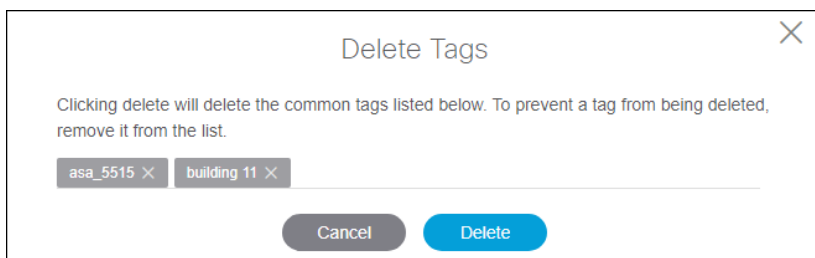 Delete Tags
Clicking delete will delete the common tags listed below. To prevent a tag from being deleted,
remove it from the list.
asa_5515 building 11
Cancel Delete